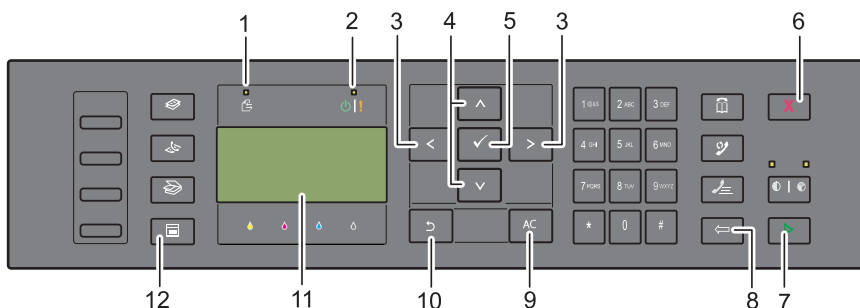 1 2 3 4 5 3 6
1@:&S 2 ABC 3 DEF
4 GHI 5 JKL 6 MNO
7 PQRS 8 TUV 9 WXYZ
* 0 #
X
AC
12 11 10 9 8 7